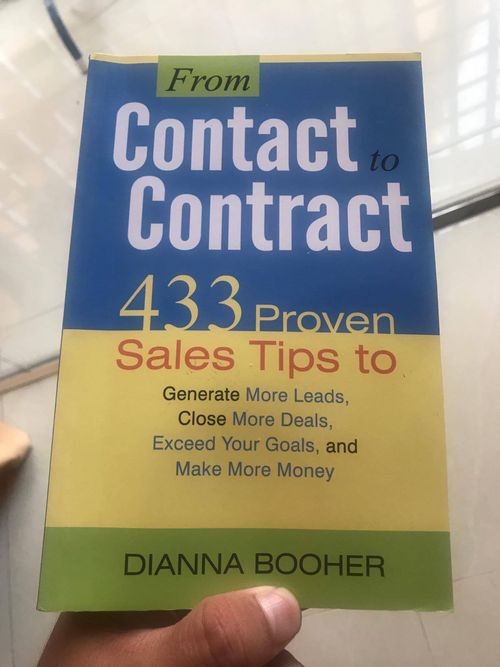 From
Contact to
Contract
433 Proven
Sales Tips to
Generate More Leads,
Close More Deals,
Exceed Your Goals, and
Make More Money
DIANNA BOOHER